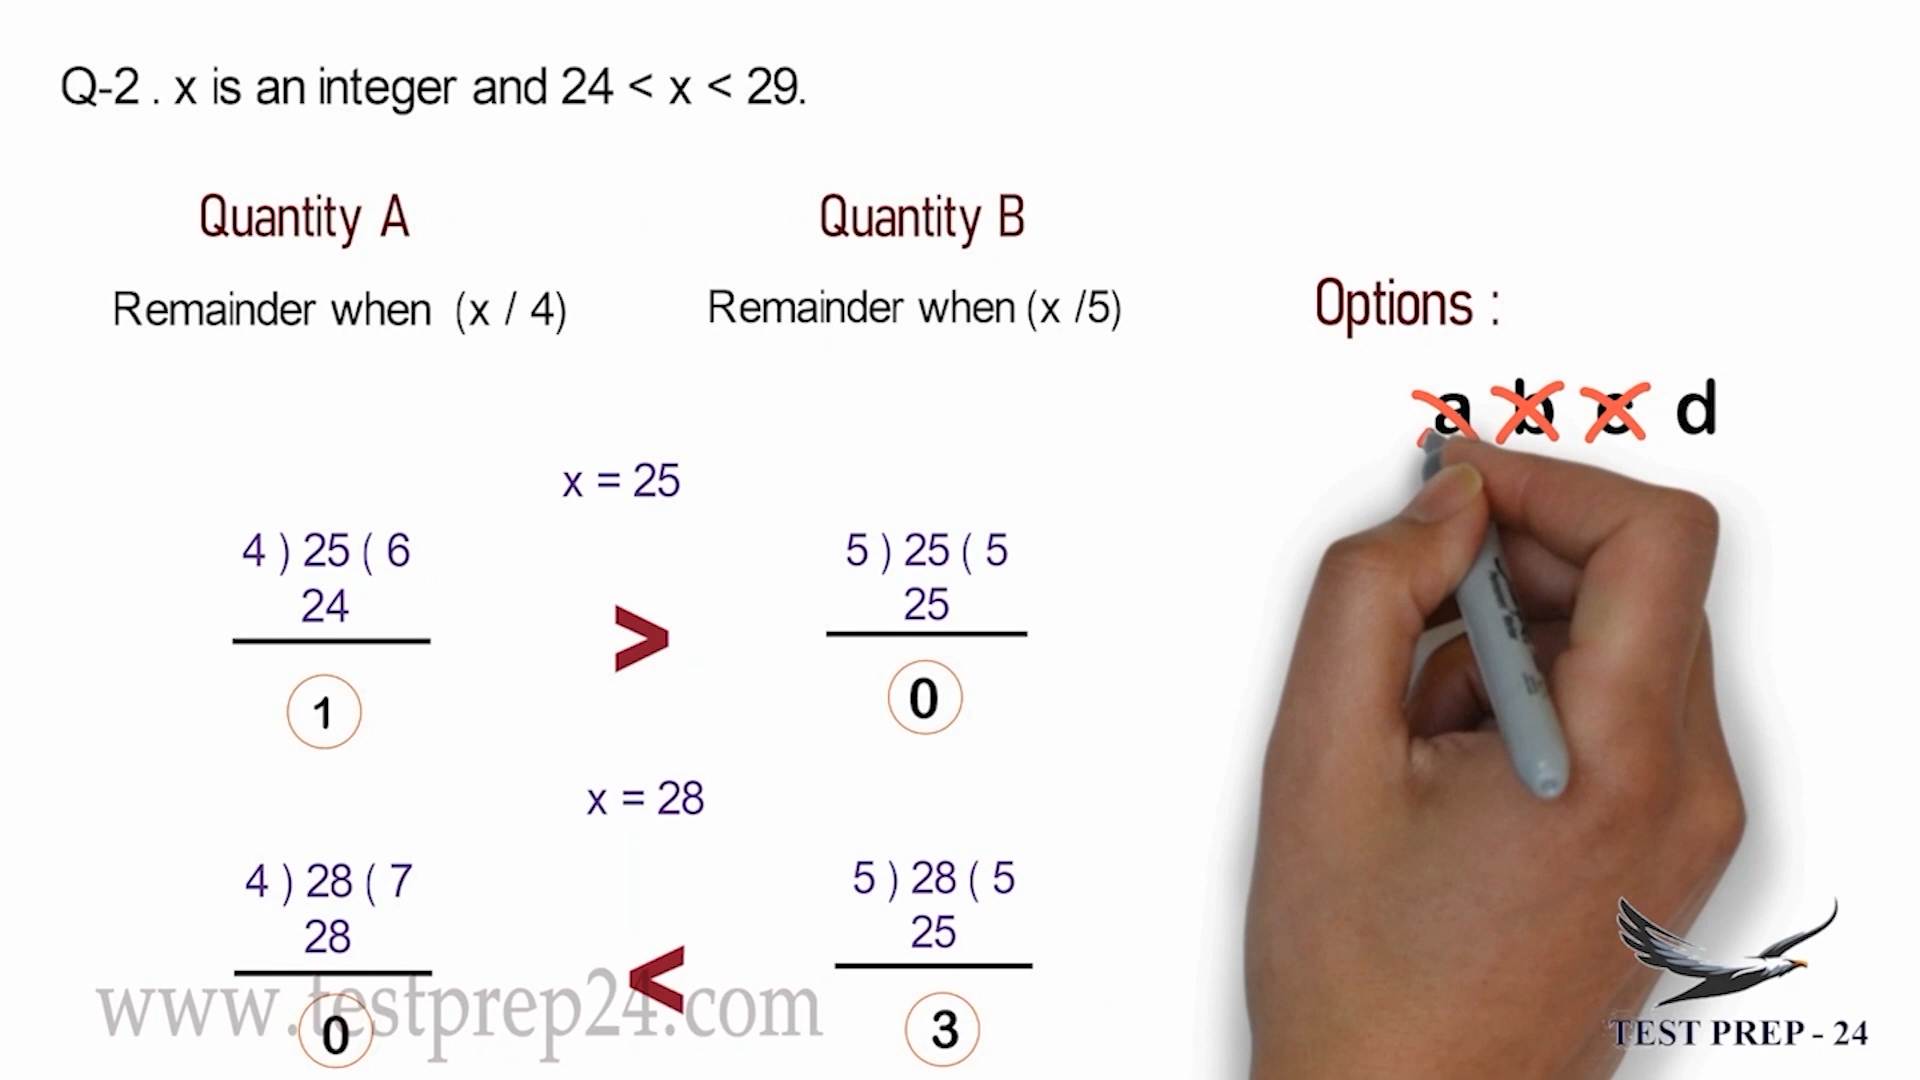 Q-2 . x is an integer and 24 < x < 29.
Quantity A
Quantity B
Remainder when (x / 4)
Remainder when (x /5)
Options :
a b c d
x = 25
4 ) 25 ( 6
24
1
>
5 ) 25 ( 5
25
0
x = 28
4 ) 28 ( 7
28
0
<
5 ) 28 ( 5
25
3
www.testprep24.com
TEST PREP - 24